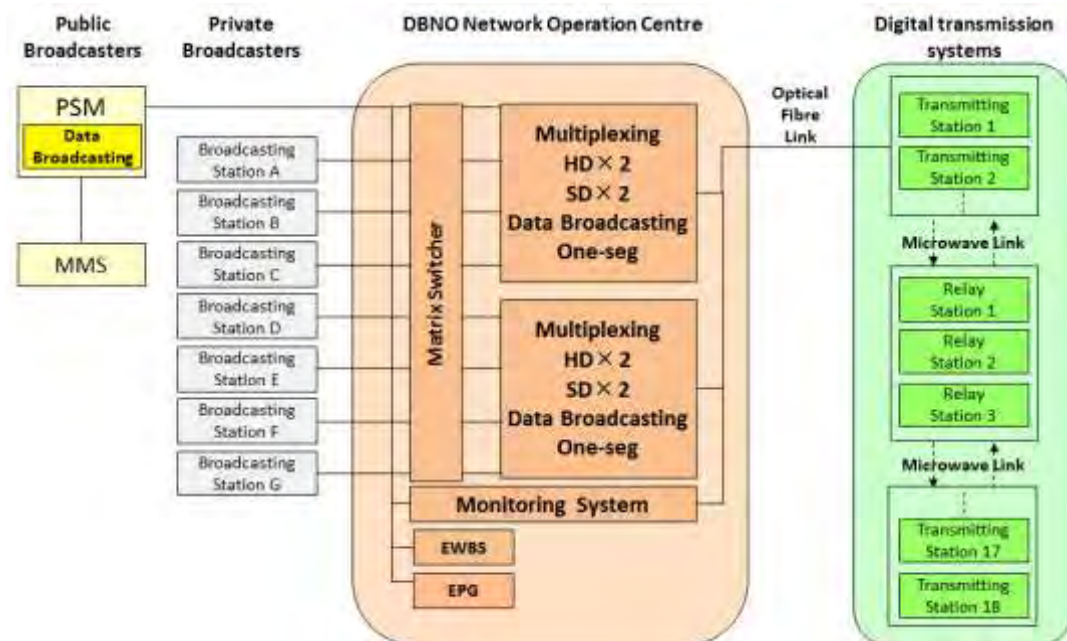 Public
Broadcasters
Private
Broadcasters
DBNO Network Operation Centre
Digital transmission
systems
PSM
Data
Broadcasting
MMS
Broadcasting
Station A
Broadcasting
Station B
Broadcasting
Station C
Broadcasting
Station D
Broadcasting
Station E
Broadcasting
Station F
Broadcasting
Station G
Matrix Switcher
Multiplexing
HD×2
SD×2
Data Broadcasting
One-seg
Multiplexing
HD×2
SD×2
Data Broadcasting
One-seg
Monitoring System
EWBS
EPG
Optical
Fibre
Link
Transmitting
Station 1
Transmitting
Station 2
Microwave Link
Relay
Station 1
Relay
Station 2
Relay
Station 3
Microwave Link
Transmitting
Station 17
Transmitting
Station 18